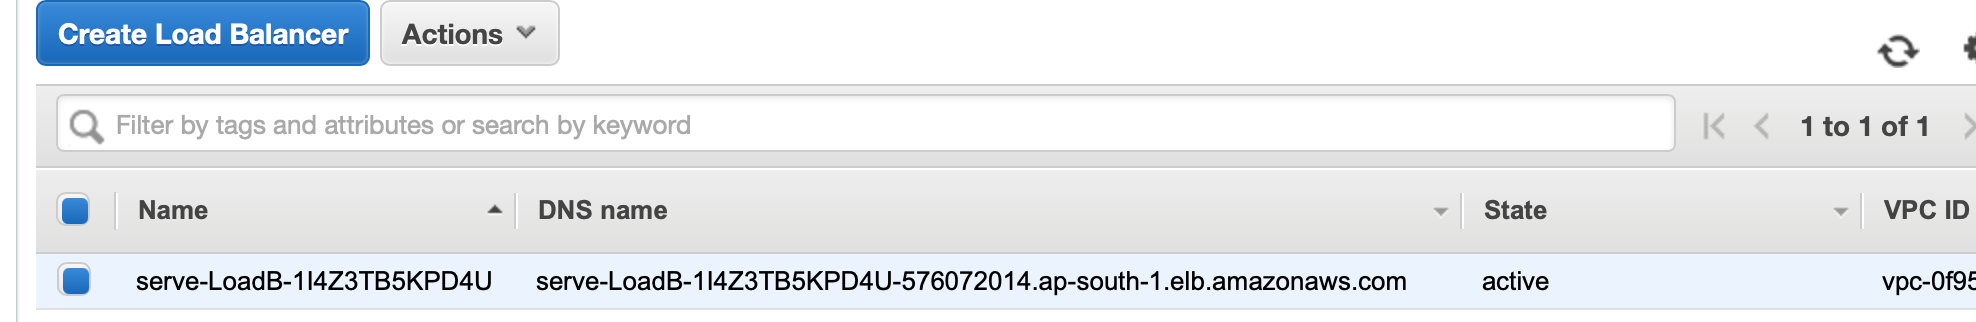 Create Load Balancer Actions
Filter by tags and attributes or search by keyword 1 to 1 of 1
Name DNS name State VPC ID
serve-LoadB-1I4Z3TB5KPD4U serve-LoadB-1I4Z3TB5KPD4U-576072014.ap-south-1.elb.amazonaws.com active vpc-0f95